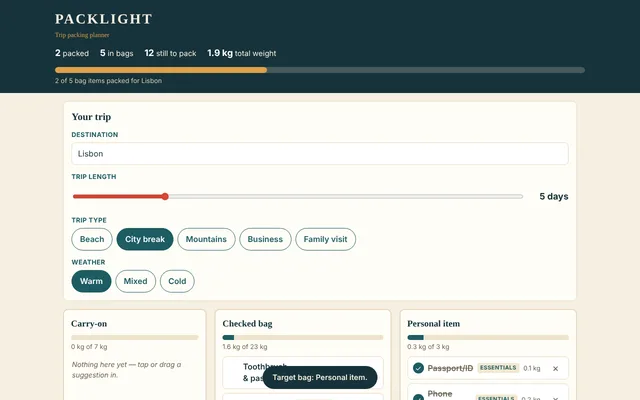 PACKLIGHT
Trip packing planner
2 packed 5 in bags 12 still to pack 1.9 kg total weight
2 of 5 bag items packed for Lisbon
Your trip
DESTINATION
Lisbon
TRIP LENGTH
5 days
TRIP TYPE
Beach City break Mountains Business Family visit
WEATHER
Warm Mixed Cold
Carry-on
0 kg of 7 kg
Nothing here yet — tap or drag a
suggestion in.
Checked bag
1.6 kg of 23 kg
Toothbrush
& pas
Target bag: Personal item.
Personal item
0.3 kg of 3 kg
Passport/ID ESSENTIALS 0.1 kg ×
Phone
ESSENTIALS 0.2 kg ×